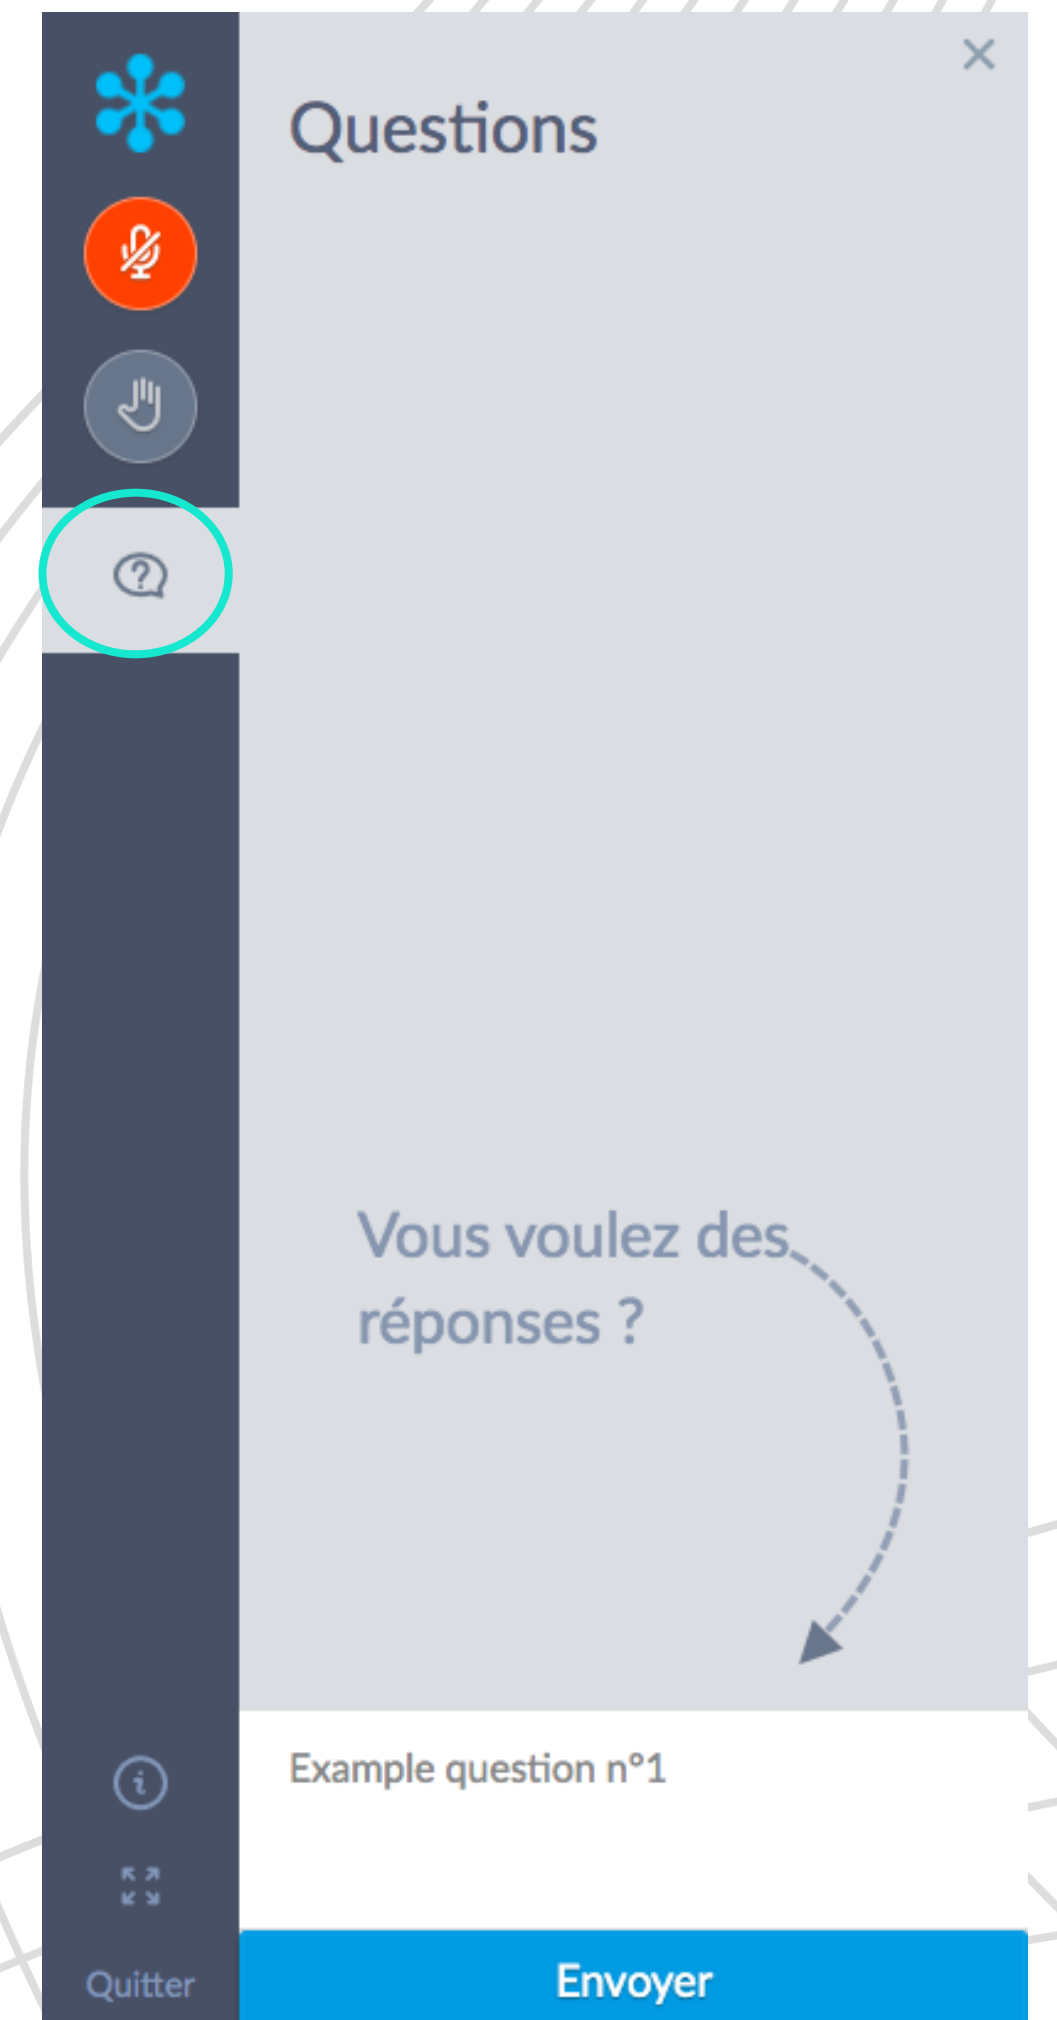 Questions
Vous voulez des
réponses ?
Example question n°1
Envoyer
Quitter